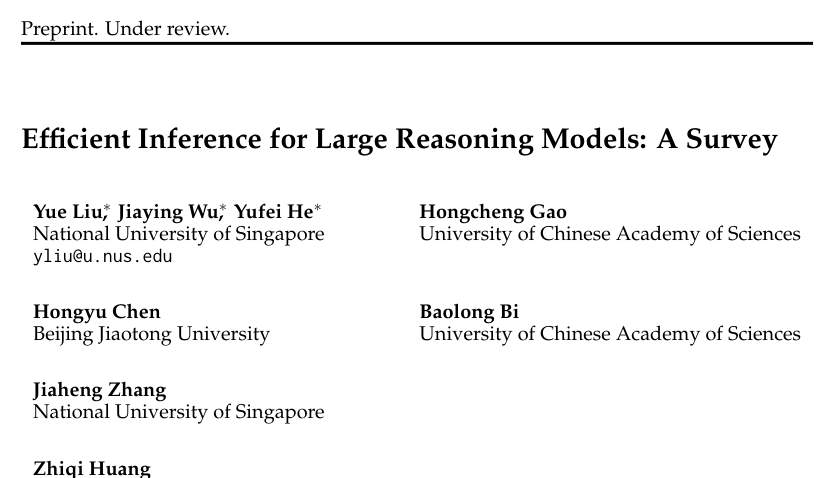 Preprint. Under review.
Efficient Inference for Large Reasoning Models: A Survey
Yue Liu,* Jiaying Wu,* Yufei He*
National University of Singapore
yliu@u.nus.edu
Hongcheng Gao
University of Chinese Academy of Sciences
Hongyu Chen
Beijing Jiaotong University
Baolong Bi
University of Chinese Academy of Sciences
Jiaheng Zhang
National University of Singapore
Zhiqi Huang